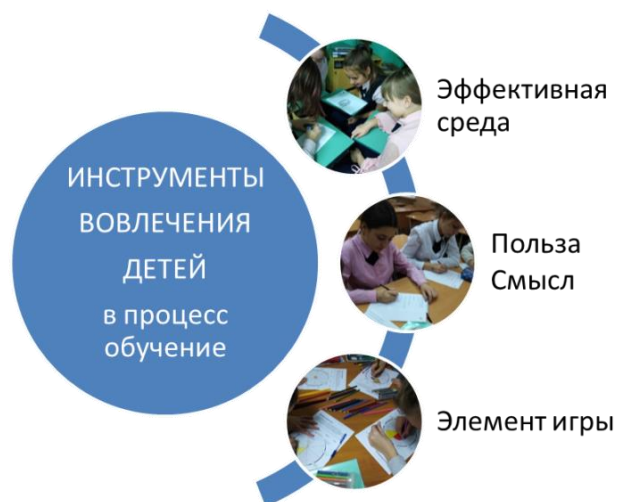 ИНСТРУМЕНТЫ
ВОВЛЕЧЕНИЯ
ДЕТЕЙ
в процесс
обучение
Эффективная
среда
Польза
Смысл
Элемент игры